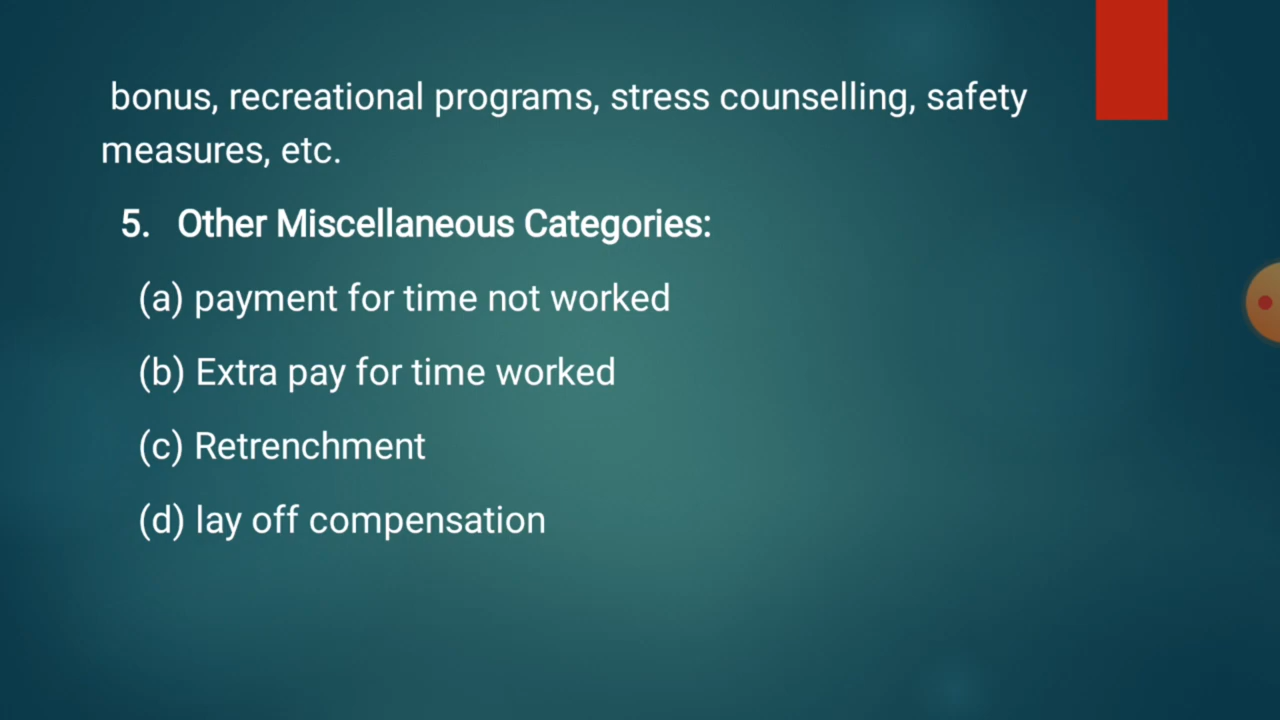 bonus, recreational programs, stress counselling, safety
measures, etc.
5. Other Miscellaneous Categories:
(a) payment for time not worked
(b) Extra pay for time worked
(c) Retrenchment
(d) lay off compensation